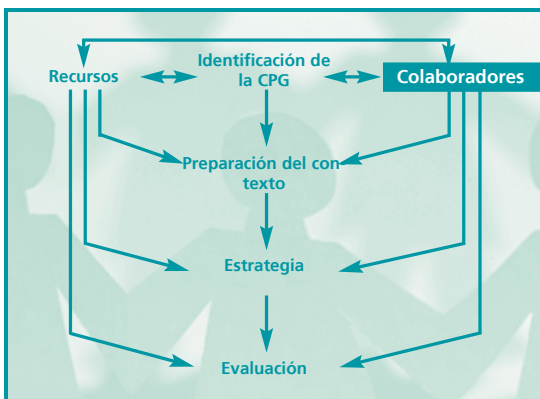 Identificación de
la CPG
Recursos
Colaboradores
Preparación del con
texto
Estrategia
Evaluación